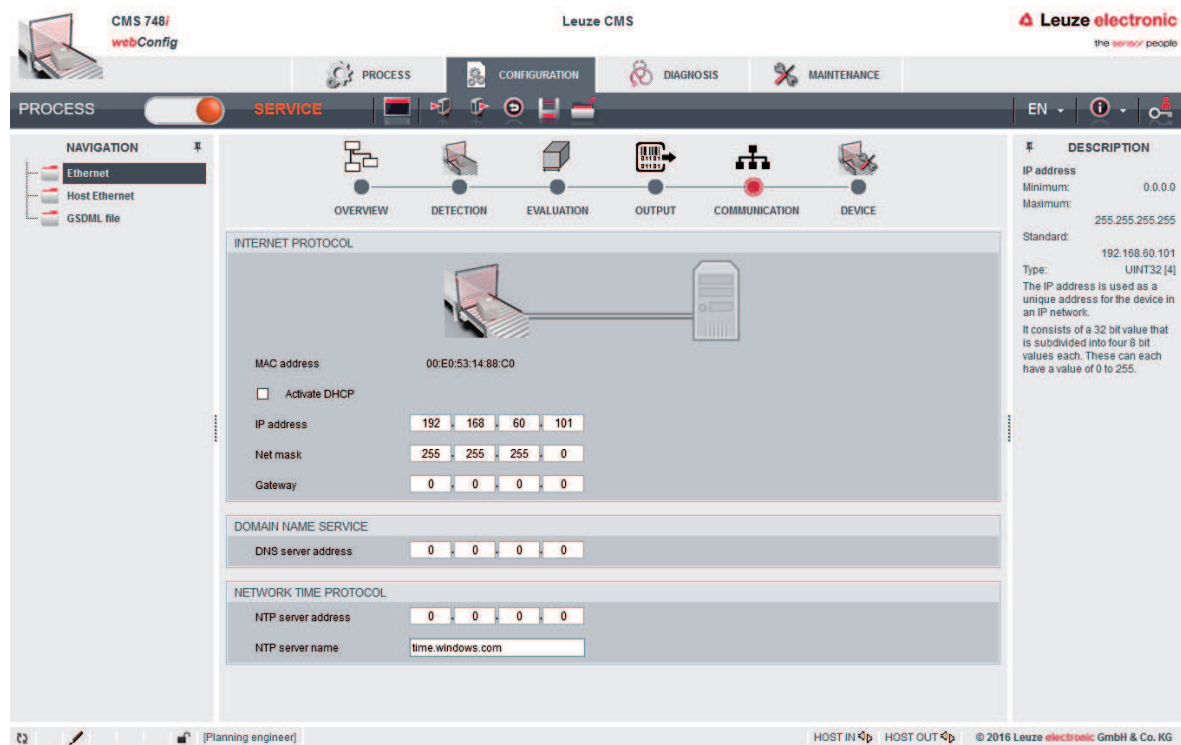 CMS 748i
webConfig
Leuze CMS
Leuze electronic
the sensor people
PROCESS
CONFIGURATION
DIAGNOSIS
MAINTENANCE
PROCESS
SERVICE
EN
NAVIGATION
Ethernet
Host Ethernet
GSDML file
OVERVIEW
DETECTION
EVALUATION
OUTPUT
COMMUNICATION
DEVICE
INTERNET PROTOCOL
MAC address 00:E0:53:14:88:C0
Activate DHCP
IP address 192 . 168 . 60 . 101
Net mask 255 . 255 . 255 . 0
Gateway 0 . 0 . 0 . 0
DOMAIN NAME SERVICE
DNS server address 0 . 0 . 0 . 0
NETWORK TIME PROTOCOL
NTP server address 0 . 0 . 0 . 0
NTP server name time.windows.com
DESCRIPTION
IP address
Minimum: 0.0.0.0
Maximum:
255.255.255.255
Standard:
192.168.60.101
Type: UINT32 [4]
The IP address is used as a
unique address for the device in
an IP network.
It consists of a 32 bit value that
is subdivided into four 8 bit
values each. These can each
have a value of 0 to 255.
[Planning engineer]
HOST IN
HOST OUT
© 2016 Leuze electronic GmbH & Co. KG